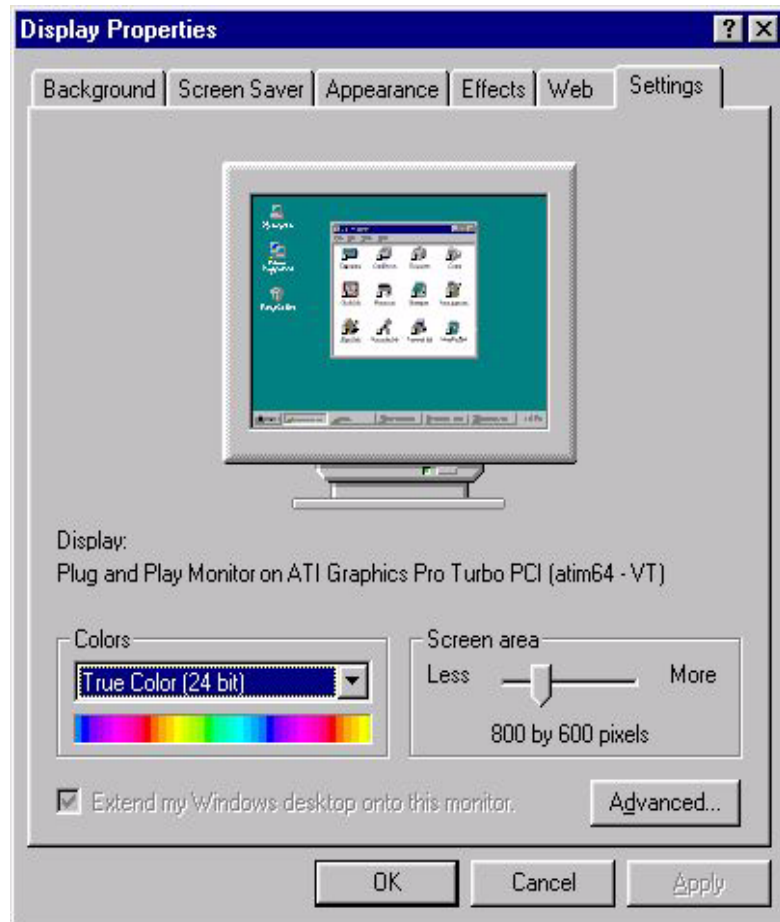 Display Properties
Background Screen Saver Appearance Effects Web Settings
Display:
Plug and Play Monitor on ATI Graphics Pro Turbo PCI (atim64 - VT)
Colors
True Color (24 bit)
Screen area
Less More
800 by 600 pixels
Extend my Windows desktop onto this monitor.
Advanced...
OK Cancel Apply